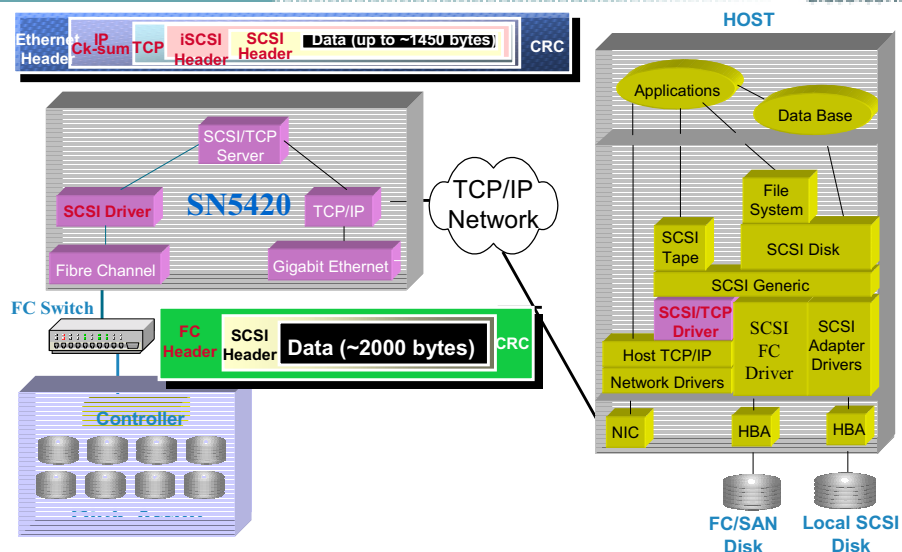 HOST
Ethernet
Header
IP
Ck-sum
TCP
iSCSI
Header
SCSI
Header
Data (up to ~1450 bytes)
CRC
Applications
Data Base
SCSI/TCP
Server
SCSI Driver
SN5420
TCP/IP
Fibre Channel
Gigabit Ethernet
TCP/IP
Network
File
System
SCSI
Tape
SCSI Disk
SCSI Generic
SCSI/TCP
Driver
SCSI
FC
Driver
SCSI
Adapter
Drivers
Host TCP/IP
Network Drivers
NIC
HBA
HBA
FC Switch
FC
Header
SCSI
Header
Data (~2000 bytes)
CRC
Controller
FC/SAN
Disk
Local SCSI
Disk